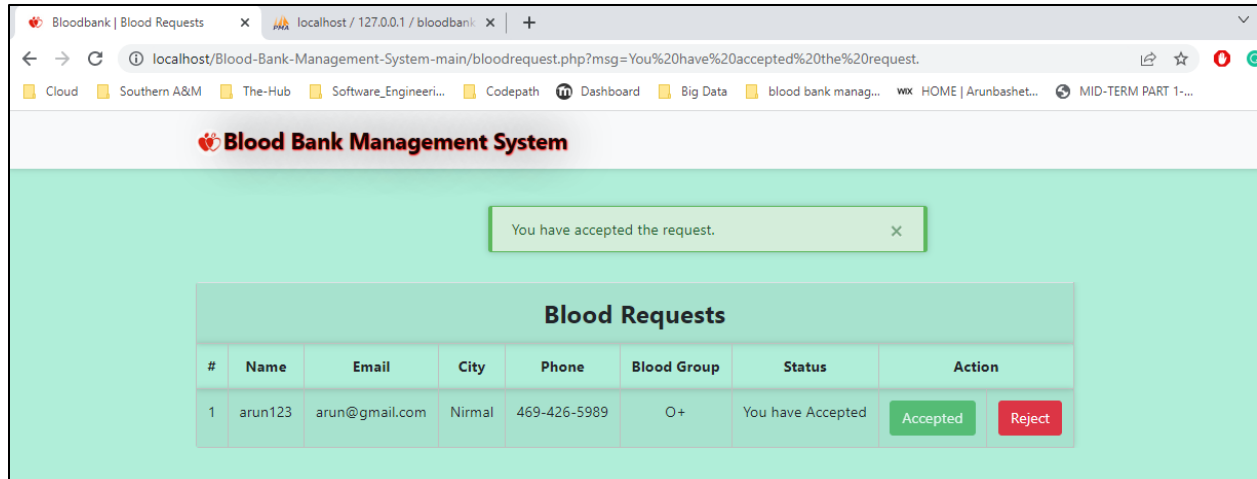 Bloodbank | Blood Requests
localhost / 127.0.0.1 / bloodbank
localhost/Blood-Bank-Management-System-main/bloodrequest.php?msg=You%20have%20accepted%20the%20request.
Cloud Southern A&M The-Hub Software_Engineeri... Codepath Dashboard Big Data blood bank manag... WIX HOME | Arunbashet... MID-TERM PART 1-...
Blood Bank Management System
You have accepted the request. ×
Blood Requests
# Name Email City Phone Blood Group Status Action
1 arun123 arun@gmail.com Nirmal 469-426-5989 O+ You have Accepted Accepted Reject